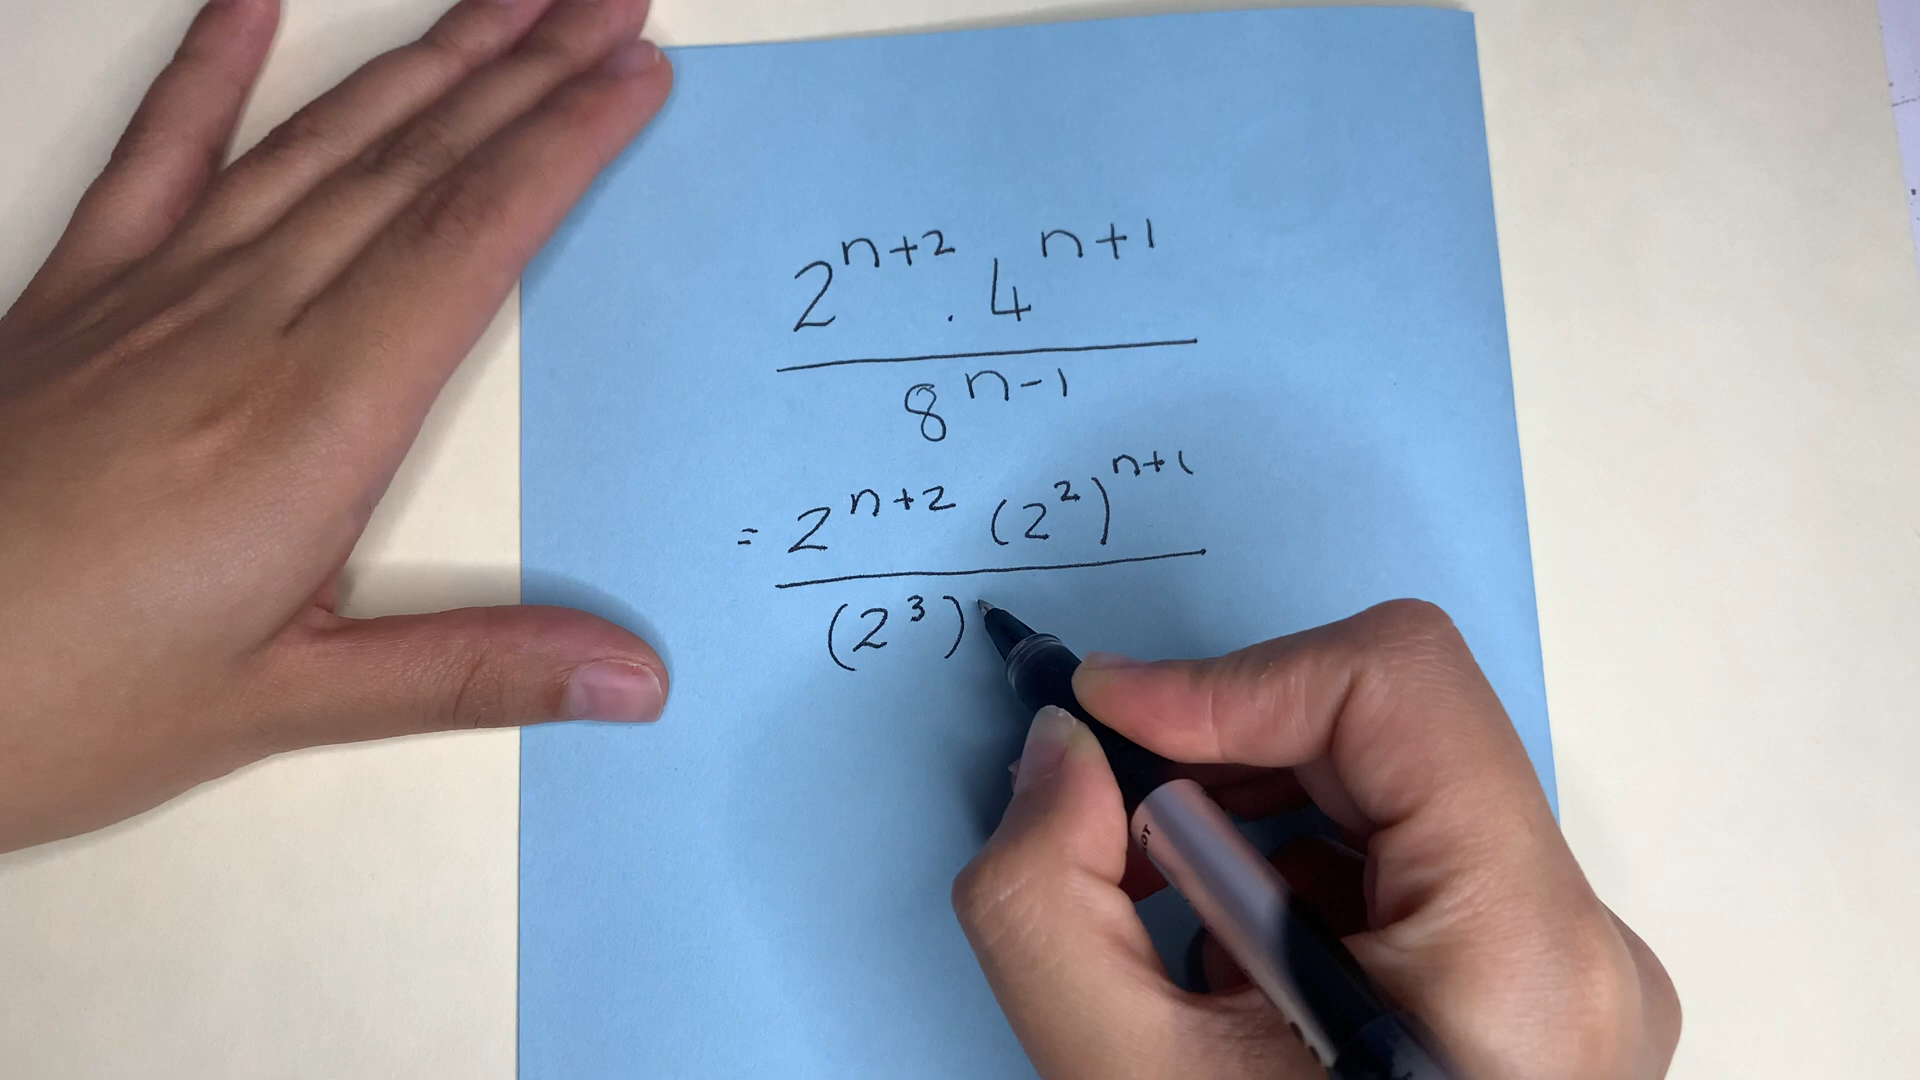 2^{n+2} . 4^{n+1}
8^{n-1}
= 2^{n+2} (2^2)^{n+1}
(2^3)